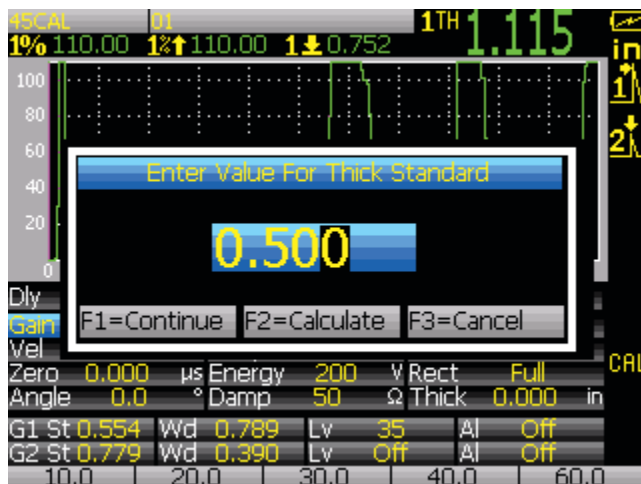 45CAL 01
1TH 1.115
1% 110.00 1%↑ 110.00 1↓ 0.752
in
1
2
100
80
60
40
20
0
Enter Value For Thick Standard
0.500
F1=Continue F2=Calculate F3=Cancel
Dly
Gain
Vel
CAL
Zero 0.000 µs Energy 200 V Rect Full
Angle 0.0 ° Damp 50 Ω Thick 0.000 in
G1 St 0.554 Wd 0.789 Lv 35 Al Off
G2 St 0.779 Wd 0.390 Lv Off Al Off
10.0 20.0 30.0 40.0 60.0